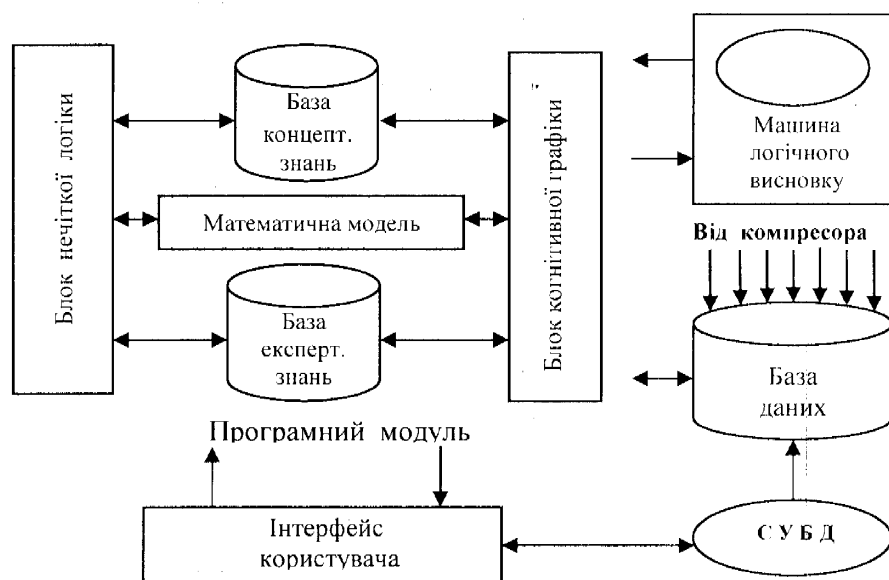 Блок нечіткої логіки
База
концепт.
знань
Математична модель
База
експерт.
знань
Блок когнітивної графіки
Машина
логічного
висновку
Від компресора
База
даних
Програмний модуль
Інтерфейс
користувача
СУБД